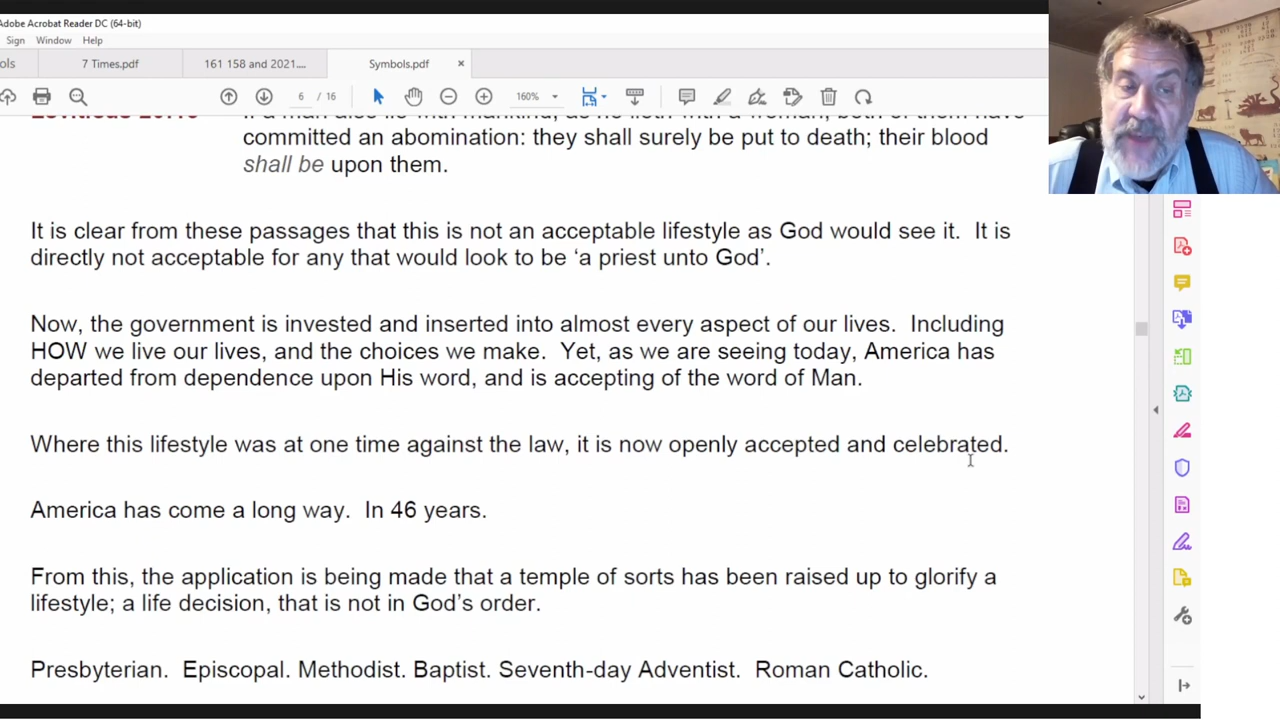 Adobe Acrobat Reader DC (64-bit)
Sign Window Help
ols 7 Times.pdf 161 158 and 2021.... Symbols.pdf ×
6 / 16 160%
committed an abomination: they shall surely be put to death; their blood
shall be upon them.
It is clear from these passages that this is not an acceptable lifestyle as God would see it. It is
directly not acceptable for any that would look to be ‘a priest unto God’.
Now, the government is invested and inserted into almost every aspect of our lives. Including
HOW we live our lives, and the choices we make. Yet, as we are seeing today, America has
departed from dependence upon His word, and is accepting of the word of Man.
Where this lifestyle was at one time against the law, it is now openly accepted and celebrated.
America has come a long way. In 46 years.
From this, the application is being made that a temple of sorts has been raised up to glorify a
lifestyle; a life decision, that is not in God’s order.
Presbyterian. Episcopal. Methodist. Baptist. Seventh-day Adventist. Roman Catholic.